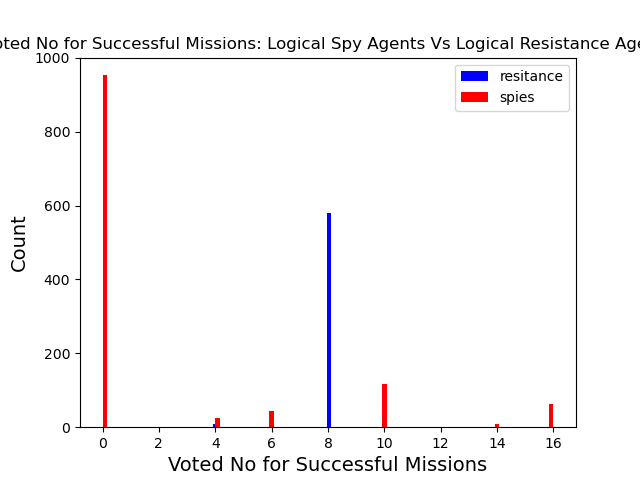 oted No for Successful Missions: Logical Spy Agents Vs Logical Resistance Age
1000
800
600
400
200
0
Count
resitance
spies
0 2 4 6 8 10 12 14 16
Voted No for Successful Missions